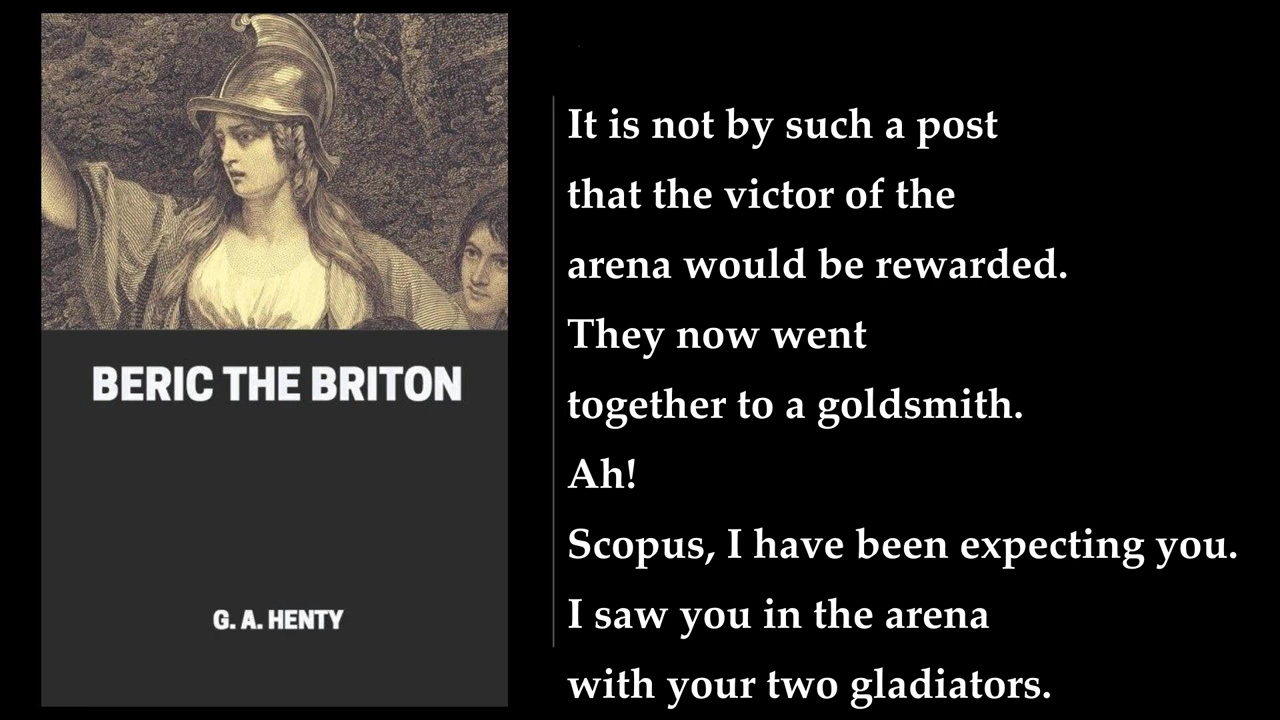 BERIC THE BRITON
G. A. HENTY
It is not by such a post
that the victor of the
arena would be rewarded.
They now went
together to a goldsmith.
Ah!
Scopus, I have been expecting you.
I saw you in the arena
with your two gladiators.